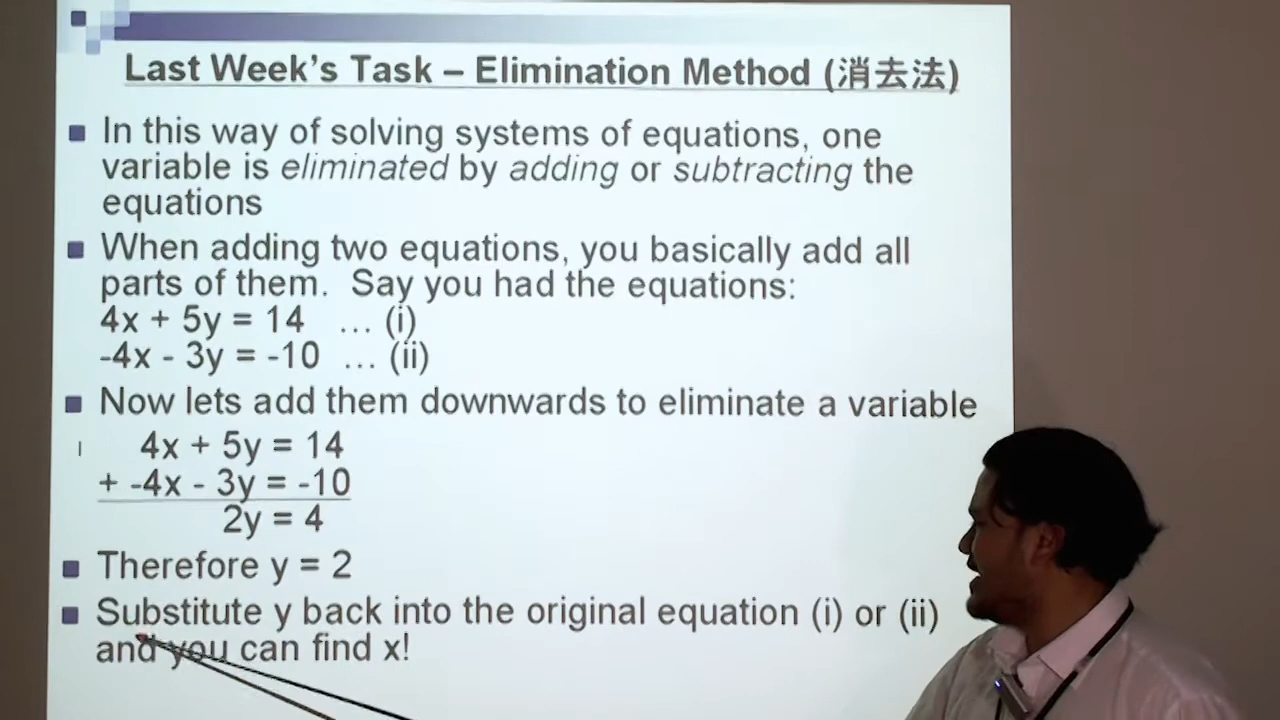 Last Week's Task – Elimination Method (消去法)
In this way of solving systems of equations, one
variable is eliminated by adding or subtracting the
equations
When adding two equations, you basically add all
parts of them. Say you had the equations:
4x + 5y = 14 ... (i)
-4x - 3y = -10 ... (ii)
Now lets add them downwards to eliminate a variable
4x + 5y = 14
+ -4x - 3y = -10
2y = 4
Therefore y = 2
Substitute y back into the original equation (i) or (ii)
and you can find x!